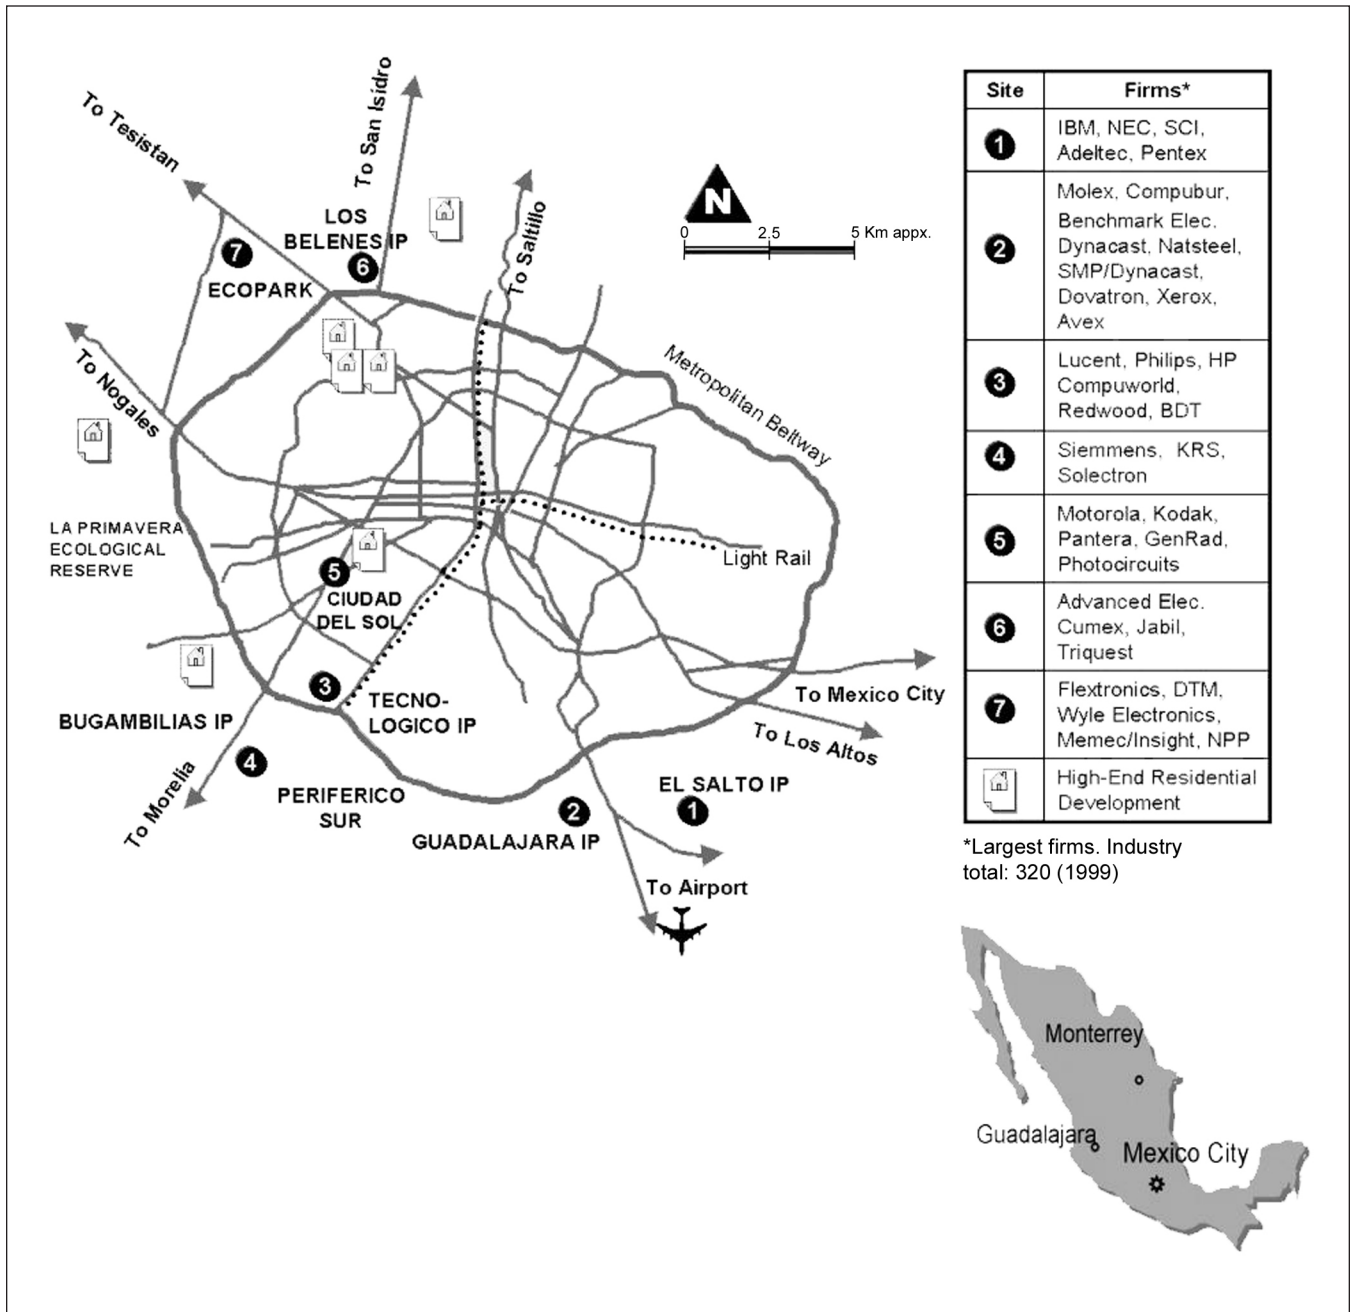 To Tesistan
To San Isidro
LOS
BELENES IP
7
6
ECOPARK
To Saltillo
N
0 2.5 5 Km appx.
To Nogales
Metropolitan Beltway
LA PRIMAVERA
ECOLOGICAL
RESERVE
Light Rail
5
CIUDAD
DEL SOL
3
TECNO-
LOGICO IP
BUGAMBILIAS IP
4
To Morelia
PERIFERICO
SUR
To Mexico City
To Los Altos
EL SALTO IP
2
1
GUADALAJARA IP
To Airport
Site Firms*
1 IBM, NEC, SCI,
Adeltec, Pentex
Molex, Compubur,
Benchmark Elec.
2 Dynacast, Natsteel,
SMP/Dynacast,
Dovatron, Xerox,
Avex
Lucent, Philips, HP
3 Compuworld,
Redwood, BDT
4 Siemmens, KRS,
Solectron
Motorola, Kodak,
5 Pantera, GenRad,
Photocircuits
Advanced Elec.
6 Cumex, Jabil,
Triquest
Flextronics, DTM,
7 Wyle Electronics,
Memec/Insight, NPP
High-End Residential
Development
*Largest firms. Industry
total: 320 (1999)
Monterrey
Guadalajara
Mexico City